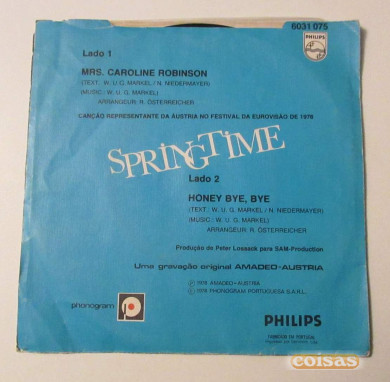 6031 075
PHILIPS
Lado 1
MRS. CAROLINE ROBINSON
(TEXT: W. U. G. MARKEL / N. NIEDERMAYER)
(MUSIC: W. U. G. MARKEL)
ARRANGEUR: R. ÖSTERREICHER
CANÇÃO REPRESENTANTE DA ÁUSTRIA NO FESTIVAL DA EUROVISÃO DE 1978
SPRINGTIME
Lado 2
HONEY BYE, BYE
(TEXT: W. U. G. MARKEL / N. NIEDERMAYER)
(MUSIC: W. U. G. MARKEL)
ARRANGEUR: R. ÖSTERREICHER
Produção de Peter Lossack para SAM-Production
Uma gravação original AMADEO-AUSTRIA
Ⓒ 1978 AMADEO-AUSTRIA
Ⓟ 1978 PHONOGRAM PORTUGUESA S.A.R.L.
phonogram
PHILIPS
FABRICADO EM PORTUGAL
coisas